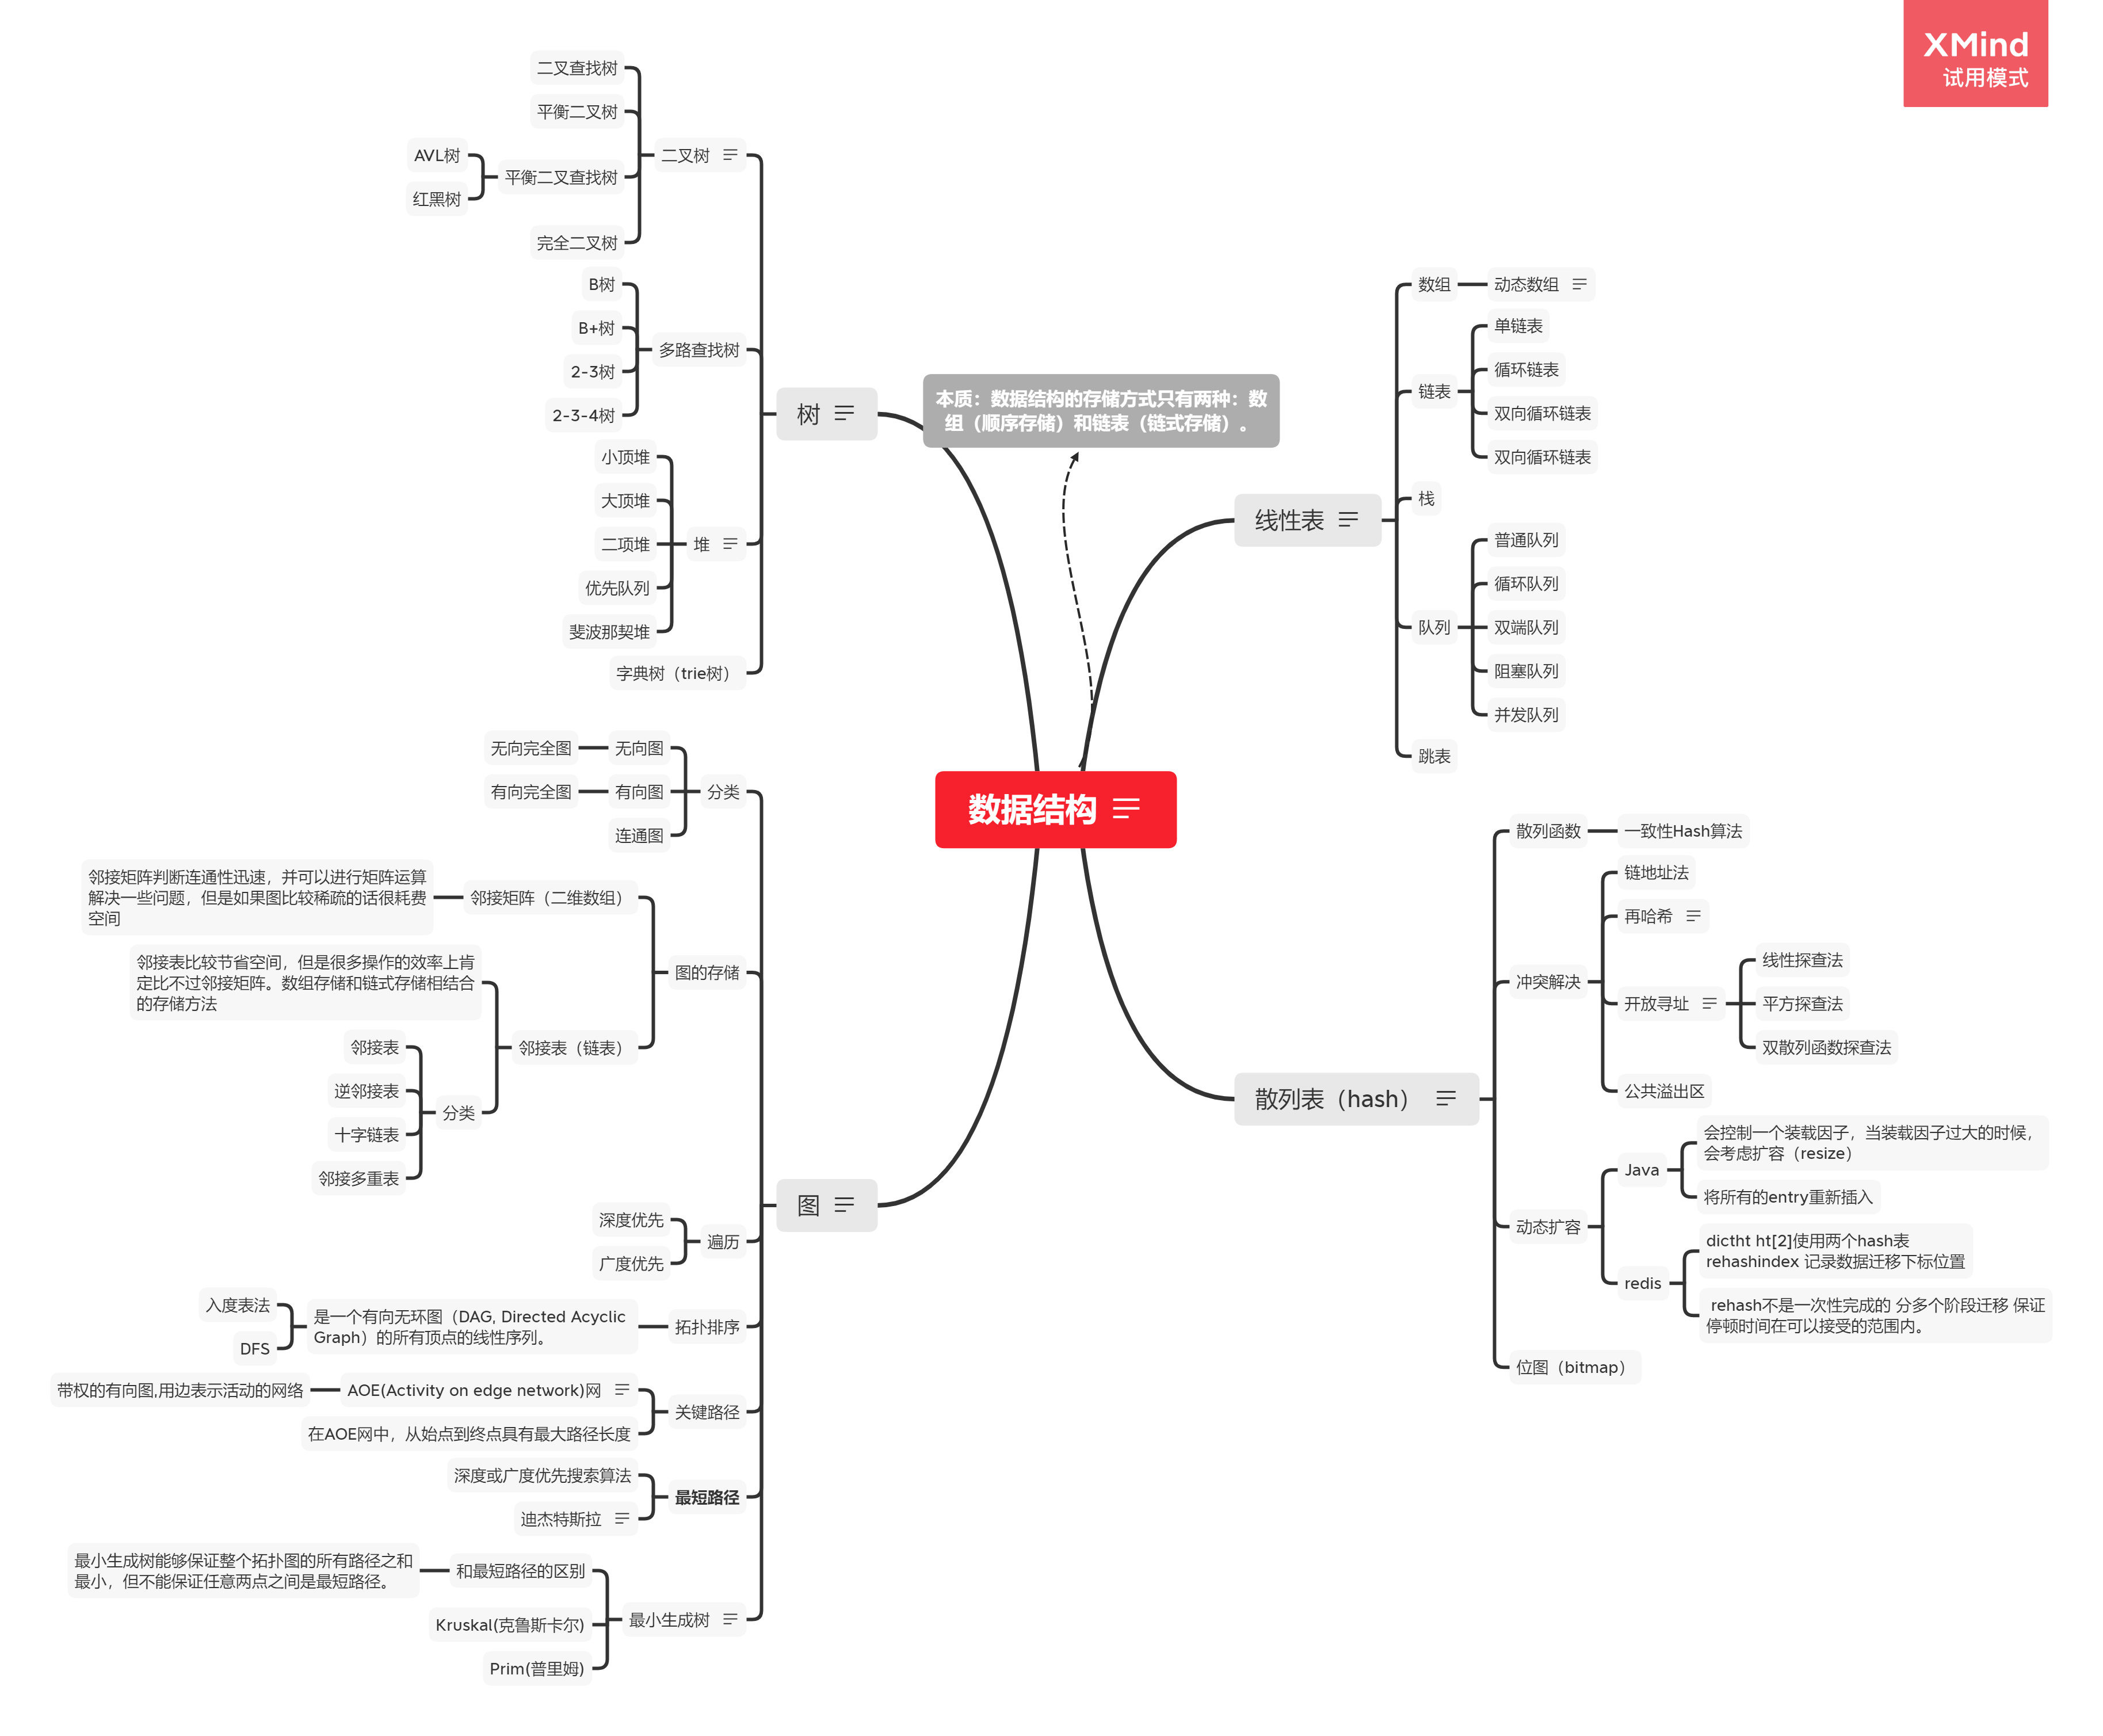 XMind
试用模式
二叉查找树
平衡二叉树
二叉树
AVL树
平衡二叉查找树
红黑树
完全二叉树
B树
B+树
多路查找树
2-3树
2-3-4树
树
小顶堆
大顶堆
二项堆
堆
优先队列
斐波那契堆
字典树（trie树）
本质：数据结构的存储方式只有两种：数
组（顺序存储）和链表（链式存储）。
数组
动态数组
单链表
循环链表
链表
双向循环链表
双向循环链表
栈
线性表
普通队列
循环队列
队列
双端队列
阻塞队列
并发队列
跳表
数据结构
无向完全图
无向图
有向完全图
有向图
分类
连通图
邻接矩阵判断连通性迅速，并可以进行矩阵运算
解决一些问题，但是如果图比较稀疏的话很耗费
空间
邻接矩阵（二维数组）
邻接表比较节省空间，但是很多操作的效率上肯
定比不过邻接矩阵。数组存储和链式存储相结合
的存储方法
图的存储
邻接表（链表）
邻接表
逆邻接表
分类
十字链表
邻接多重表
图
深度优先
遍历
广度优先
入度表法
是一个有向无环图（DAG, Directed Acyclic
Graph）的所有顶点的线性序列。
拓扑排序
DFS
带权的有向图,用边表示活动的网络
AOE(Activity on edge network)网
关键路径
在AOE网中，从始点到终点具有最大路径长度
深度或广度优先搜索算法
最短路径
迪杰特斯拉
最小生成树能够保证整个拓扑图的所有路径之和
最小，但不能保证任意两点之间是最短路径。
和最短路径的区别
最小生成树
Kruskal(克鲁斯卡尔)
Prim(普里姆)
散列函数
一致性Hash算法
链地址法
再哈希
冲突解决
线性探查法
开放寻址
平方探查法
双散列函数探查法
公共溢出区
散列表（hash）
会控制一个装载因子，当装载因子过大的时候，
会考虑扩容（resize）
Java
将所有的entry重新插入
动态扩容
dictht ht[2]使用两个hash表
rehashindex 记录数据迁移下标位置
redis
rehash不是一次性完成的 分多个阶段迁移 保证
停顿时间在可以接受的范围内。
位图（bitmap）